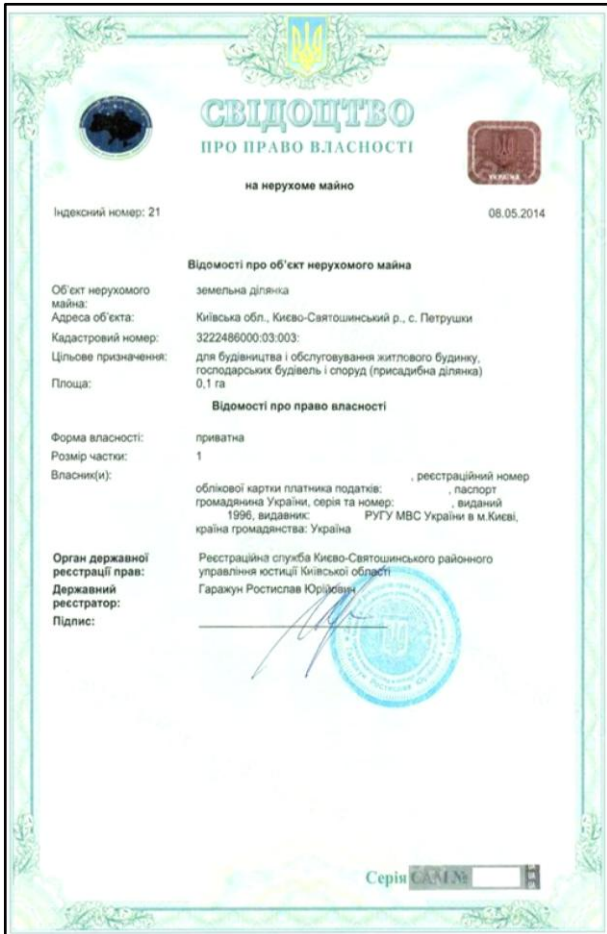 СВІДОЦТВО
ПРО ПРАВО ВЛАСНОСТІ
УКРАЇНА
на нерухоме майно
Індексний номер: 21
08.05.2014
Відомості про об'єкт нерухомого майна
Об'єкт нерухомого майна: земельна ділянка
Адреса об'єкта: Київська обл., Києво-Святошинський р., с. Петрушки
Кадастровий номер: 3222486000:03:003:
Цільове призначення: для будівництва і обслуговування житлового будинку,
господарських будівель і споруд (присадибна ділянка)
Площа: 0,1 га
Відомості про право власності
Форма власності: приватна
Розмір частки: 1
Власник(и): , реєстраційний номер
облікової картки платника податків: , паспорт
громадянина України, серія та номер: , виданий
1996, видавник: РУГУ МВС України в м.Києві,
країна громадянства: Україна
Орган державної реєстрації прав: Реєстраційна служба Києво-Святошинського районного
управління юстиції Київської області
Державний реєстратор: Гаражун Ростислав Юрійович
Підпис:
Серія САМ №